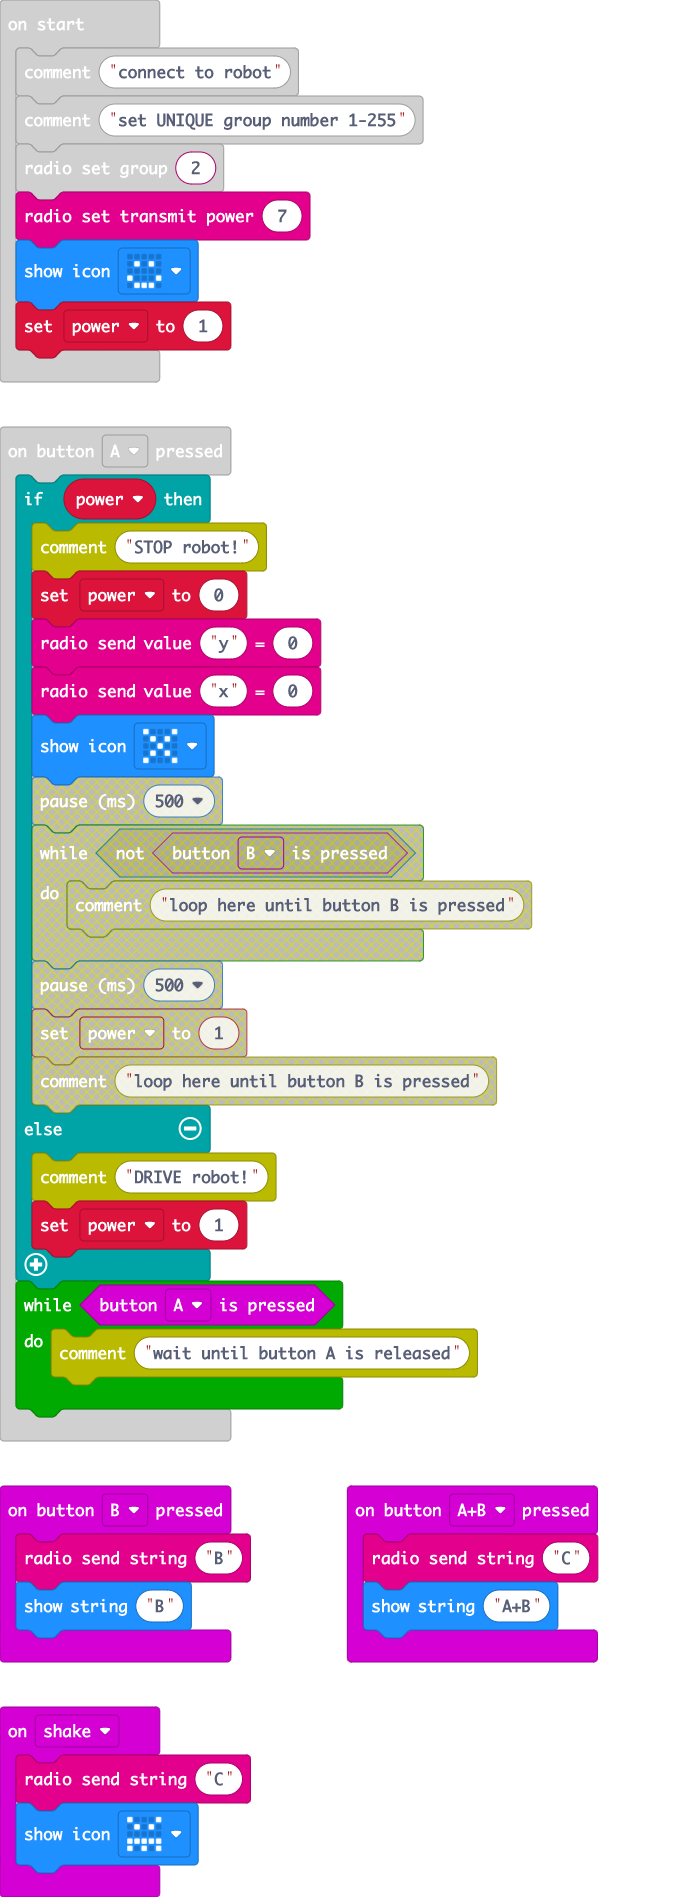 on start
comment "connect to robot"
comment "set UNIQUE group number 1-255"
radio set group 2
radio set transmit power 7
show icon
set power to 1
on button A pressed
if power then
comment "STOP robot!"
set power to 0
radio send value "y" = 0
radio send value "x" = 0
show icon
pause (ms) 500
while not button B is pressed
do comment "loop here until button B is pressed"
pause (ms) 500
set power to 1
comment "loop here until button B is pressed"
else
comment "DRIVE robot!"
set power to 1
while button A is pressed
do comment "wait until button A is released"
on button B pressed
radio send string "B"
show string "B"
on button A+B pressed
radio send string "C"
show string "A+B"
on shake
radio send string "C"
show icon